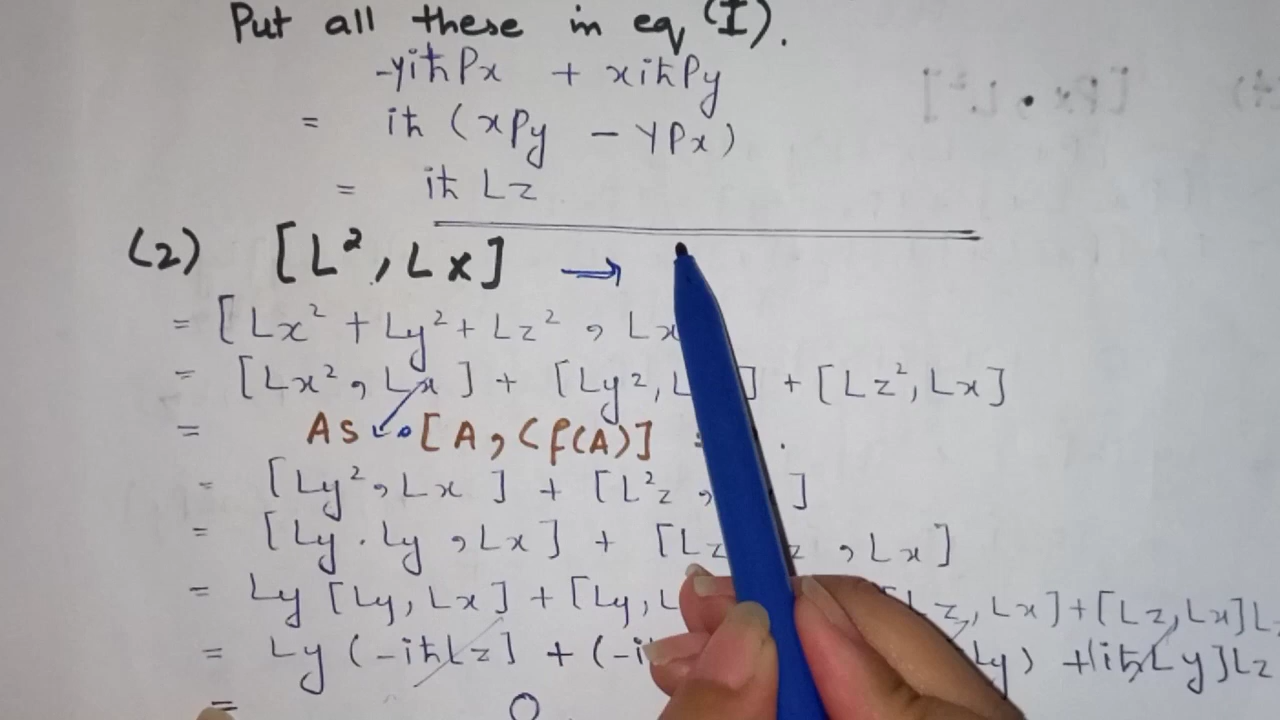 Put all these in eq (I).
-yiħPx + xiħPy
= iħ (xPy - yPx)
= iħ Lz
(2) [L², Lx] →
= [Lx² + Ly² + Lz² , Lx
= [Lx², Lx] + [Ly2, L ] + [Lz², Lx]
= As [A, (f(A)]
= [Ly², Lx] + [L²z , ]
= [Ly . Ly , Lx] + [Lz , Lx]
= Ly [Ly, Lx] + [Ly, L Lz, Lx] + [Lz, Lx] L
= Ly (-iħLz] + (-i Ly) + (iħLy] Lz
= 0